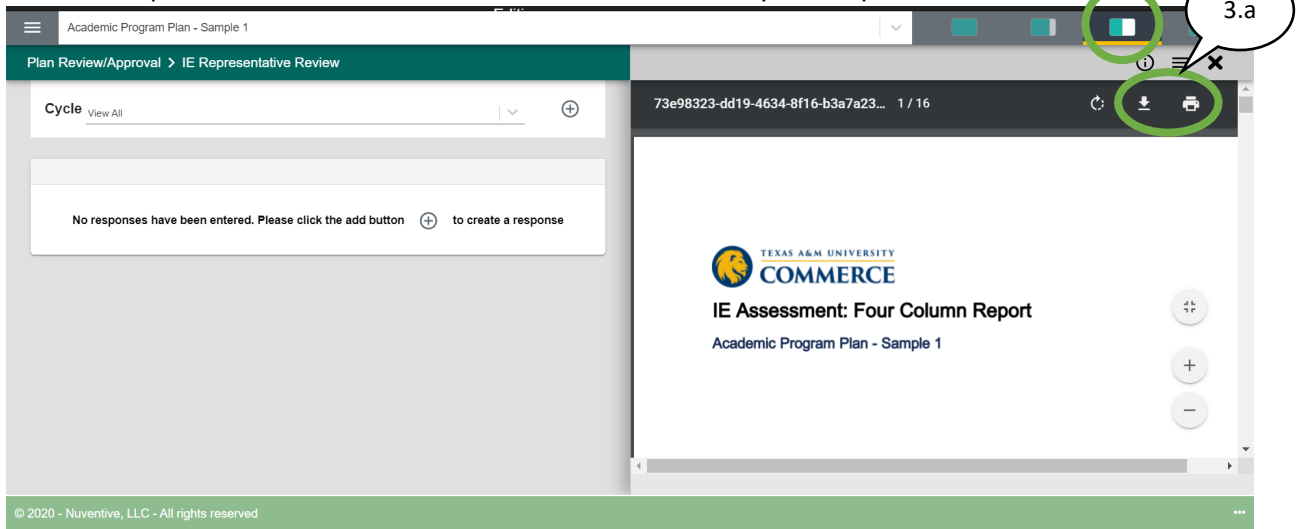 3.a
Academic Program Plan - Sample 1
Plan Review/Approval > IE Representative Review
Cycle View All
73e98323-dd19-4634-8f16-b3a7a23... 1 / 16
No responses have been entered. Please click the add button to create a response
TEXAS A&M UNIVERSITY
COMMERCE
IE Assessment: Four Column Report
Academic Program Plan - Sample 1
© 2020 - Nuventive, LLC - All rights reserved